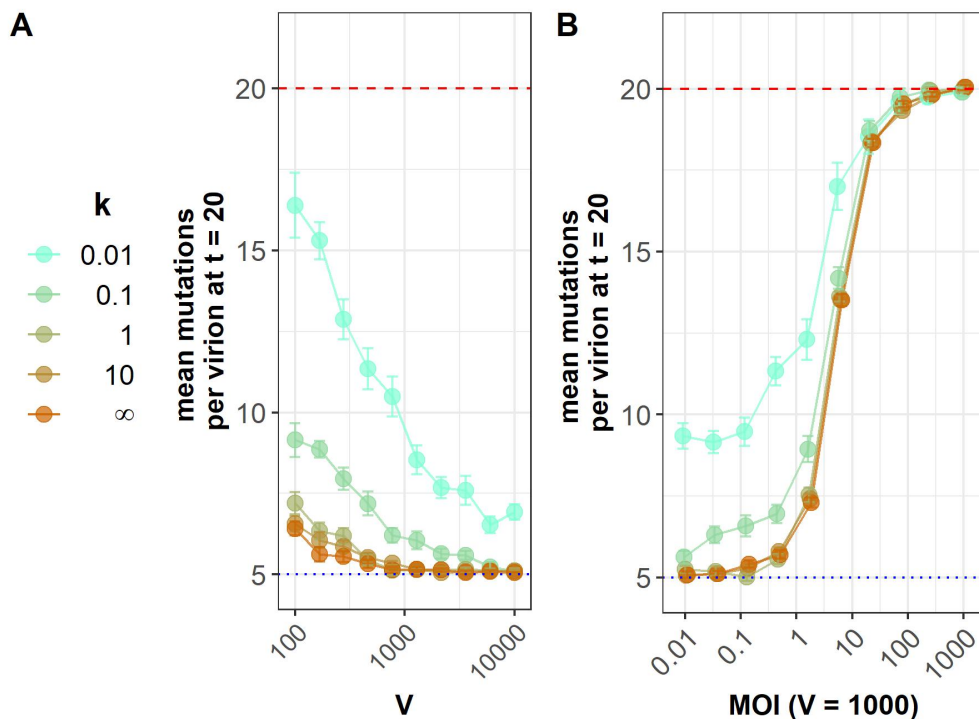 A
k
0.01
0.1
1
10
∞
mean mutations
per virion at t = 20
20
15
10
5
100
1000
10000
V
B
mean mutations
per virion at t = 20
20
15
10
5
0.01
0.1
1
10
100
1000
MOI (V = 1000)